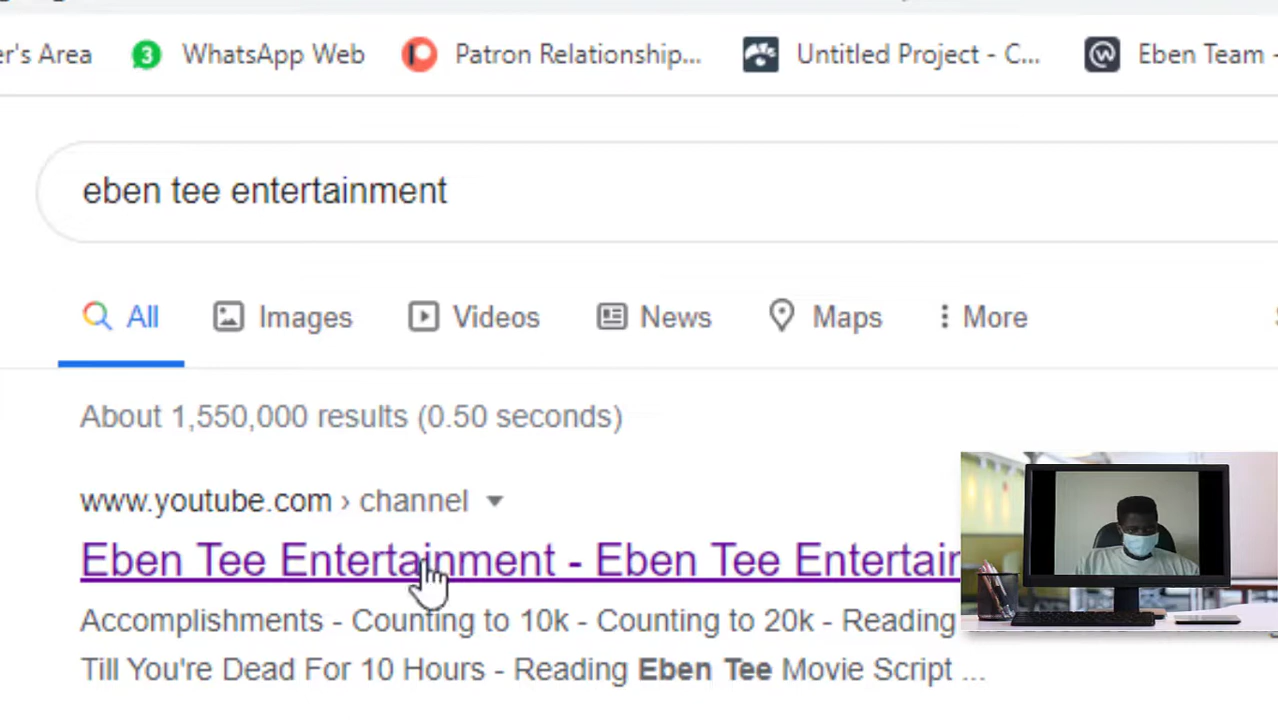 er's Area 3 WhatsApp Web Patron Relationship... Untitled Project - C... Eben Team -
eben tee entertainment
All Images Videos News Maps More
About 1,550,000 results (0.50 seconds)
www.youtube.com › channel
Eben Tee Entertainment - Eben Tee Entertain
Accomplishments - Counting to 10k - Counting to 20k - Reading
Till You're Dead For 10 Hours - Reading Eben Tee Movie Script ...